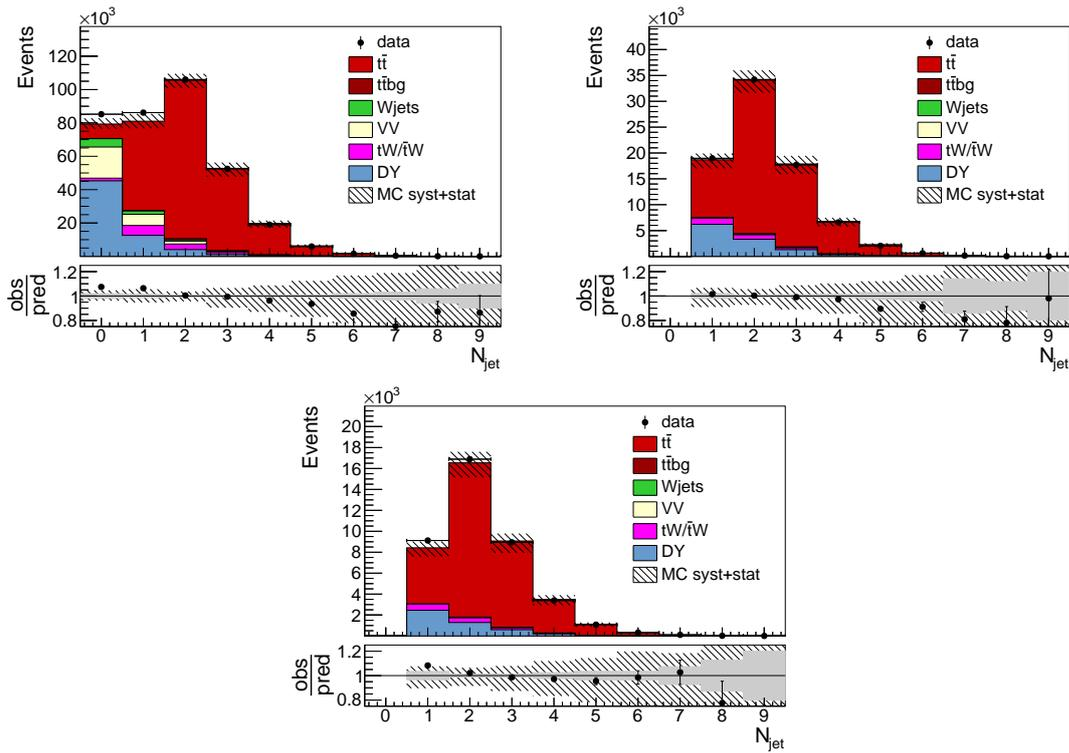 ×10³
Events
120
100
80
60
40
20
data
tt̄
tt̄bg
Wjets
VV
tW/t̄W
DY
MC syst+stat
obs
pred
1.2
1
0.8
0 1 2 3 4 5 6 7 8 9
N_jet
×10³
Events
40
35
30
25
20
15
10
5
data
tt̄
tt̄bg
Wjets
VV
tW/t̄W
DY
MC syst+stat
obs
pred
1.2
1
0.8
0 1 2 3 4 5 6 7 8 9
N_jet
×10³
Events
20
18
16
14
12
10
8
6
4
2
data
tt̄
tt̄bg
Wjets
VV
tW/t̄W
DY
MC syst+stat
obs
pred
1.2
1
0.8
0 1 2 3 4 5 6 7 8 9
N_jet